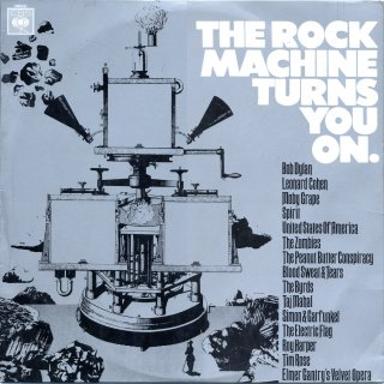 CBS
THE ROCK
MACHINE
TURNS
YOU
ON.
Bob Dylan
Leonard Cohen
Moby Grape
Spirit
United States Of America
The Zombies
The Peanut Butter Conspiracy
Blood Sweat & Tears
The Byrds
Taj Mahal
Simon & Garfunkel
The Electric Flag
Roy Harper
Tim Rose
Elmer Gantry's Velvet Opera